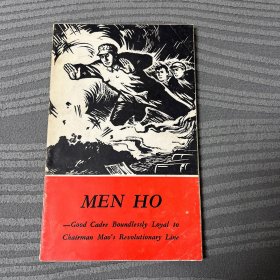 MEN HO
—Good Cadre Boundlessly Loyal to
Chairman Mao's Revolutionary Line